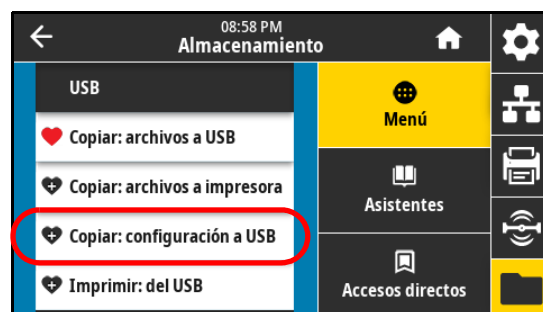 08:58 PM
Almacenamiento
USB
Copiar: archivos a USB
Copiar: archivos a impresora
Copiar: configuración a USB
Imprimir: del USB
Menú
Asistentes
Accesos directos